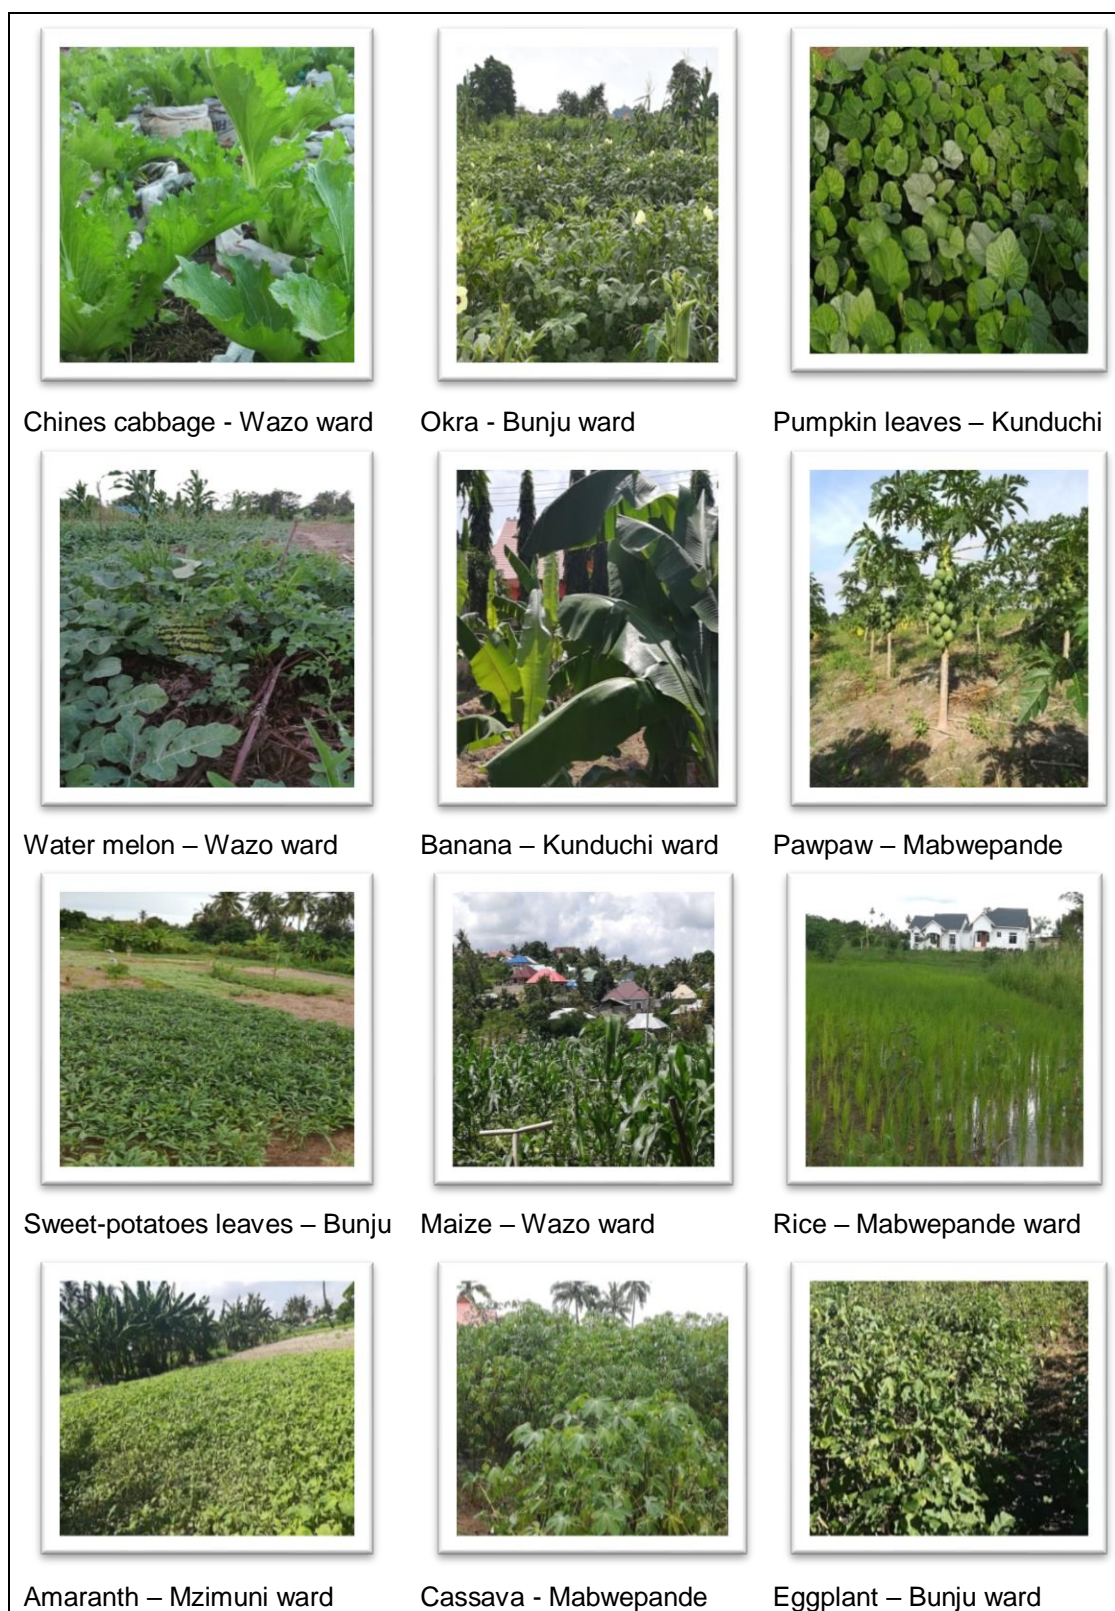 Chines cabbage - Wazo ward
Okra - Bunju ward
Pumpkin leaves – Kunduchi
Water melon – Wazo ward
Banana – Kunduchi ward
Pawpaw – Mabwepande
Sweet-potatoes leaves – Bunju
Maize – Wazo ward
Rice – Mabwepande ward
Amaranth – Mzimuni ward
Cassava - Mabwepande
Eggplant – Bunju ward